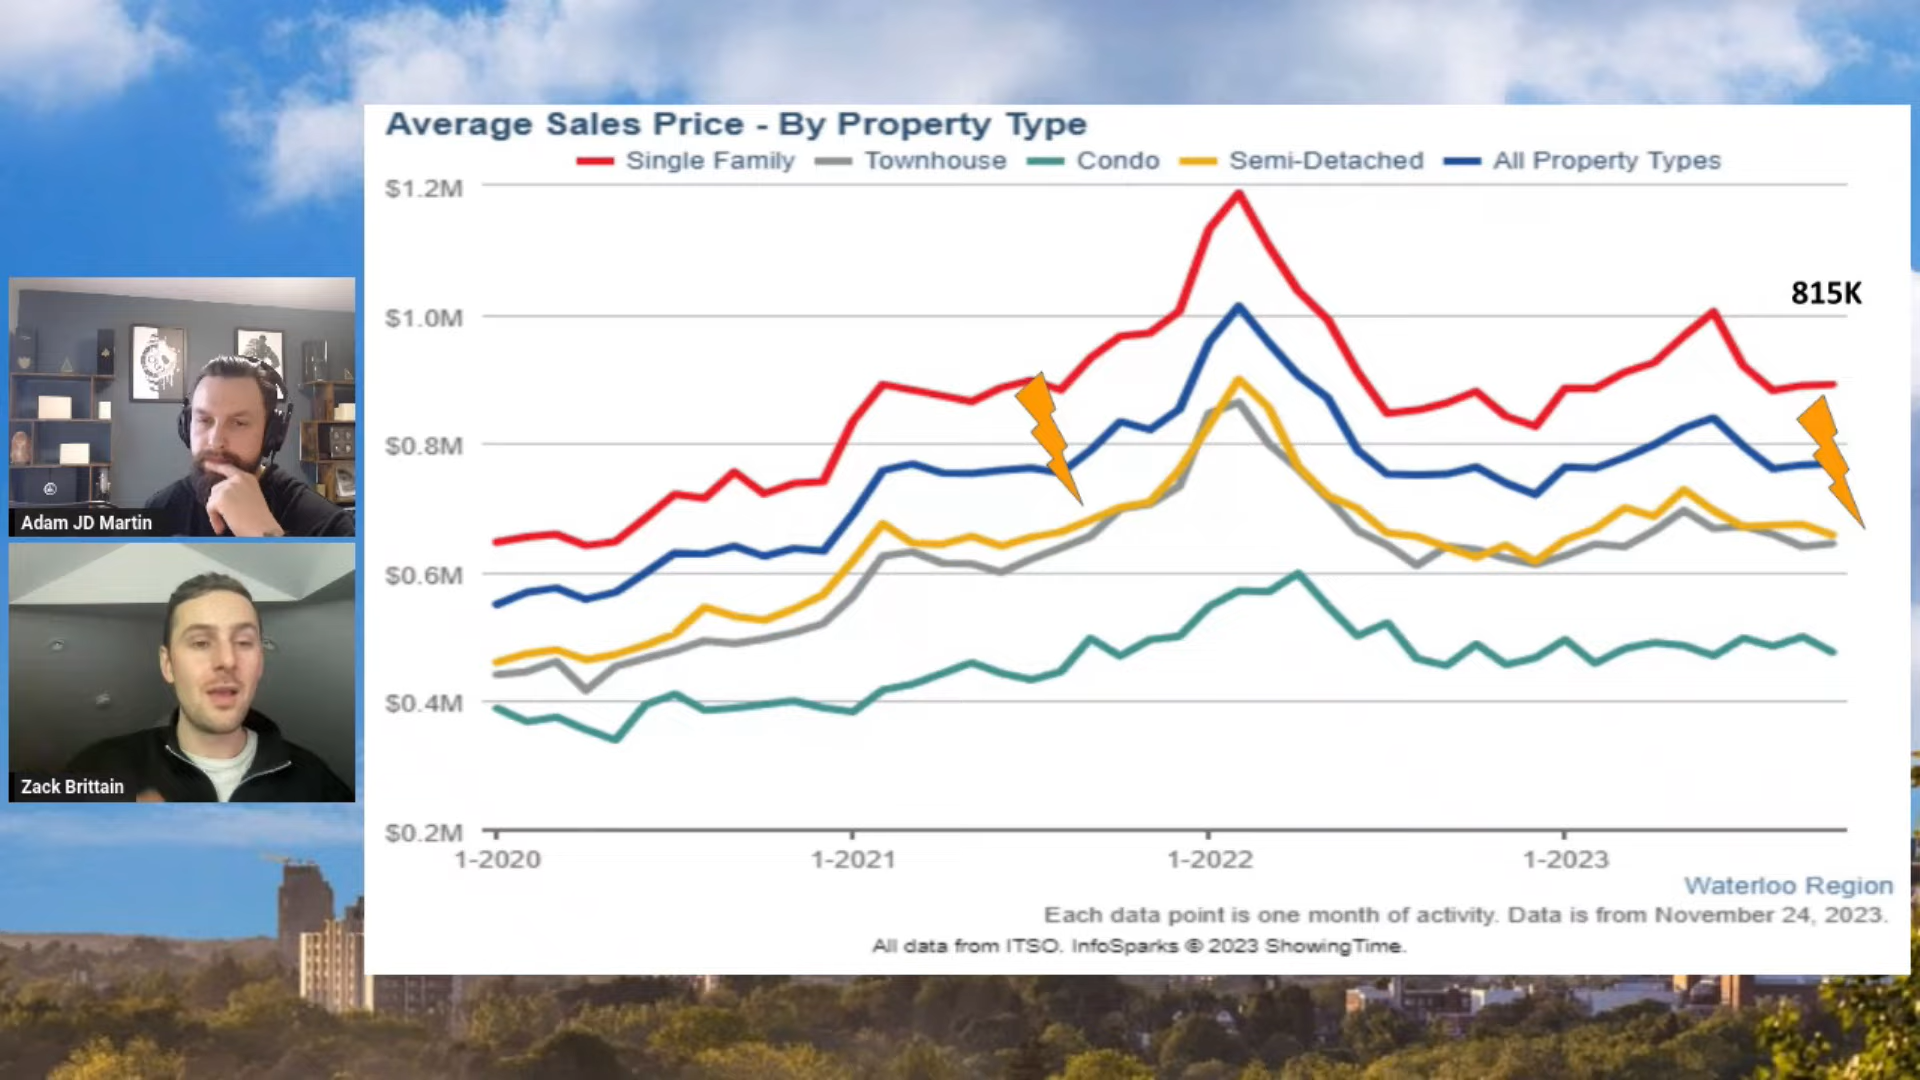 Average Sales Price - By Property Type
Single Family Townhouse Condo Semi-Detached All Property Types
$1.2M
815K
$1.0M
$0.8M
Adam JD Martin
$0.6M
$0.4M
Zack Brittain
$0.2M
1-2020 1-2021 1-2022 1-2023
Waterloo Region
Each data point is one month of activity. Data is from November 24, 2023.
All data from ITSO. InfoSparks © 2023 ShowingTime.